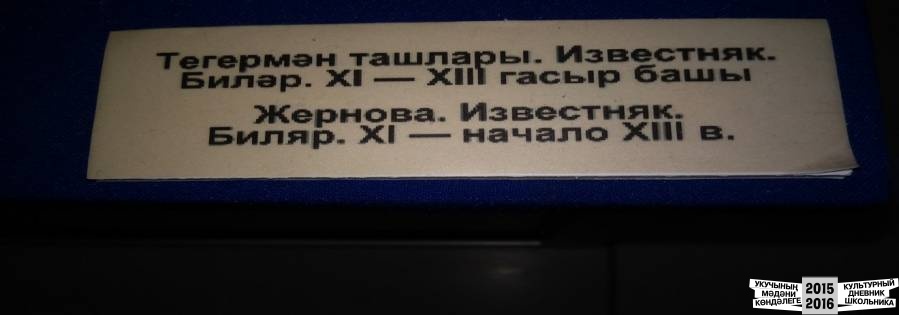 Тегермән ташлары. Известняк.
Биләр. XI — XIII гасыр башы
Жернова. Известняк.
Биляр. XI — начало XIII в.
УКУЧЫНЫҢ
МӘДӘНИ
КӨНДӘЛЕГЕ
2015
2016
КУЛЬТУРНЫЙ
ДНЕВНИК
ШКОЛЬНИКА